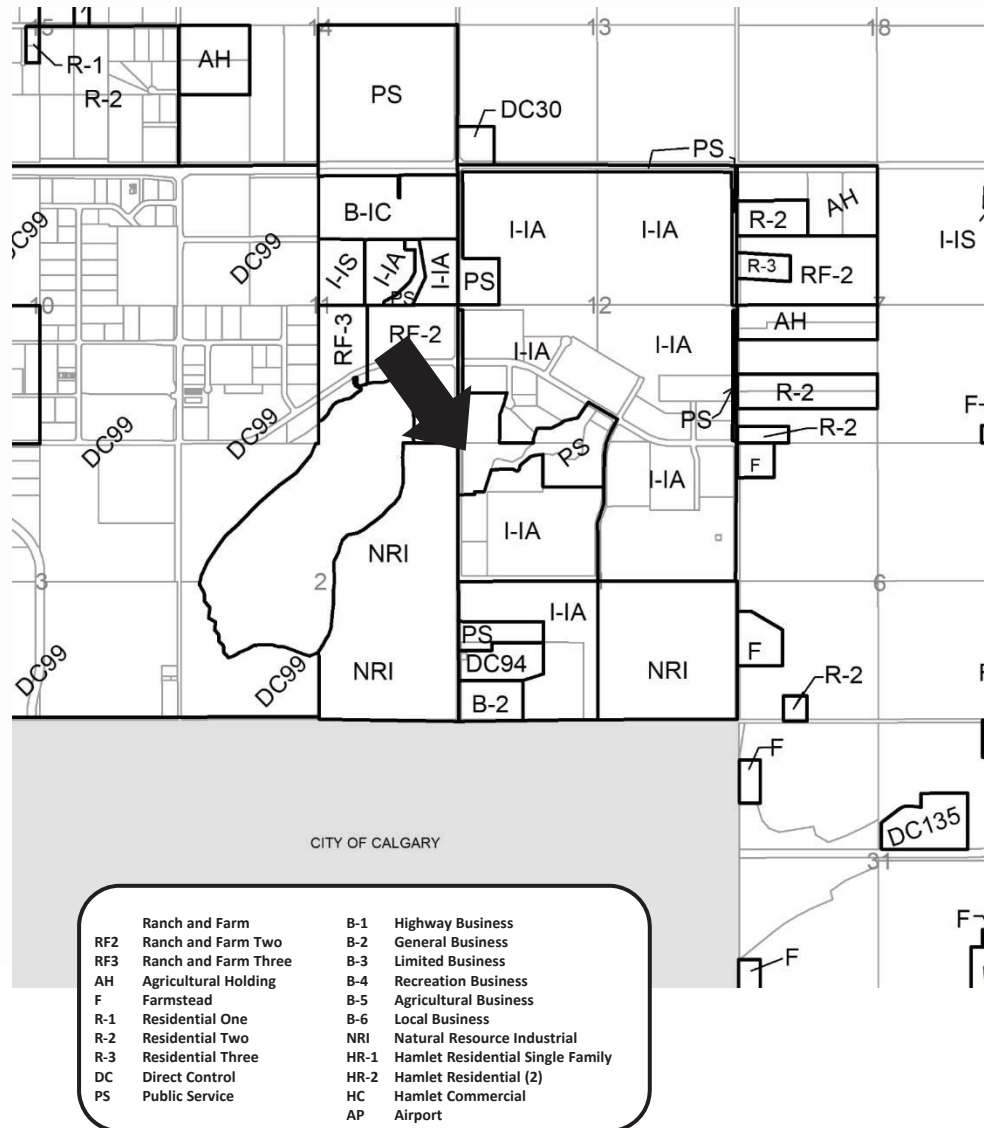 15
14
13
18
R-1
AH
R-2
PS
DC30
PS
DC99
B-IC
DC99
I-IA
I-IA
R-2
AH
I-IS
I-IS
I-IA
I-IA
PS
PS
R-3
RF-2
10
11
12
7
RF-3
RF-2
I-IA
I-IA
AH
R-2
PS
R-2
DC99
DC99
PS
F
I-IA
I-IA
NRI
3
2
1
6
I-IA
PS
F
DC99
DC99
NRI
DC94
B-2
NRI
R-2
F
DC135
CITY OF CALGARY
31
F
F
Ranch and Farm
RF2 Ranch and Farm Two
RF3 Ranch and Farm Three
AH Agricultural Holding
F Farmstead
R-1 Residential One
R-2 Residential Two
R-3 Residential Three
DC Direct Control
PS Public Service
B-1 Highway Business
B-2 General Business
B-3 Limited Business
B-4 Recreation Business
B-5 Agricultural Business
B-6 Local Business
NRI Natural Resource Industrial
HR-1 Hamlet Residential Single Family
HR-2 Hamlet Residential (2)
HC Hamlet Commercial
AP Airport